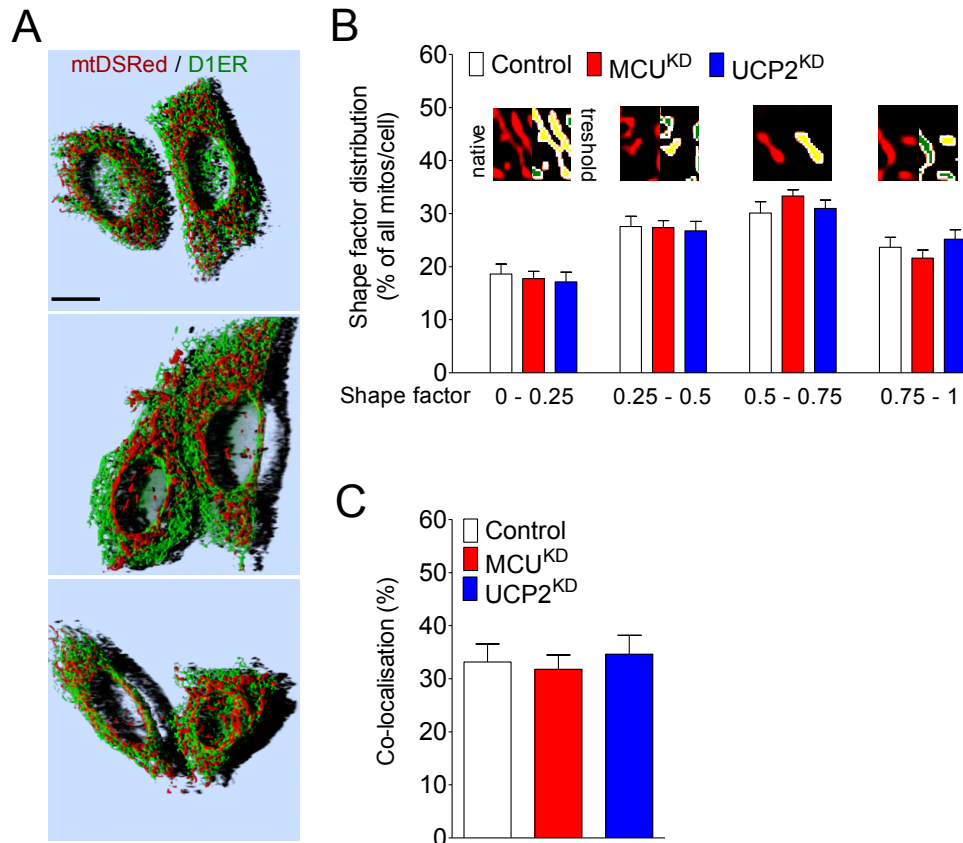 A
mtDSRed / D1ER
B
Shape factor distribution
(% of all mitos/cell)
60
50
40
30
20
10
0
Control MCU^KD UCP2^KD
native
treshold
Shape factor 0 - 0.25 0.25 - 0.5 0.5 - 0.75 0.75 - 1
C
Co-localisation (%)
60
50
40
30
20
10
0
Control
MCU^KD
UCP2^KD